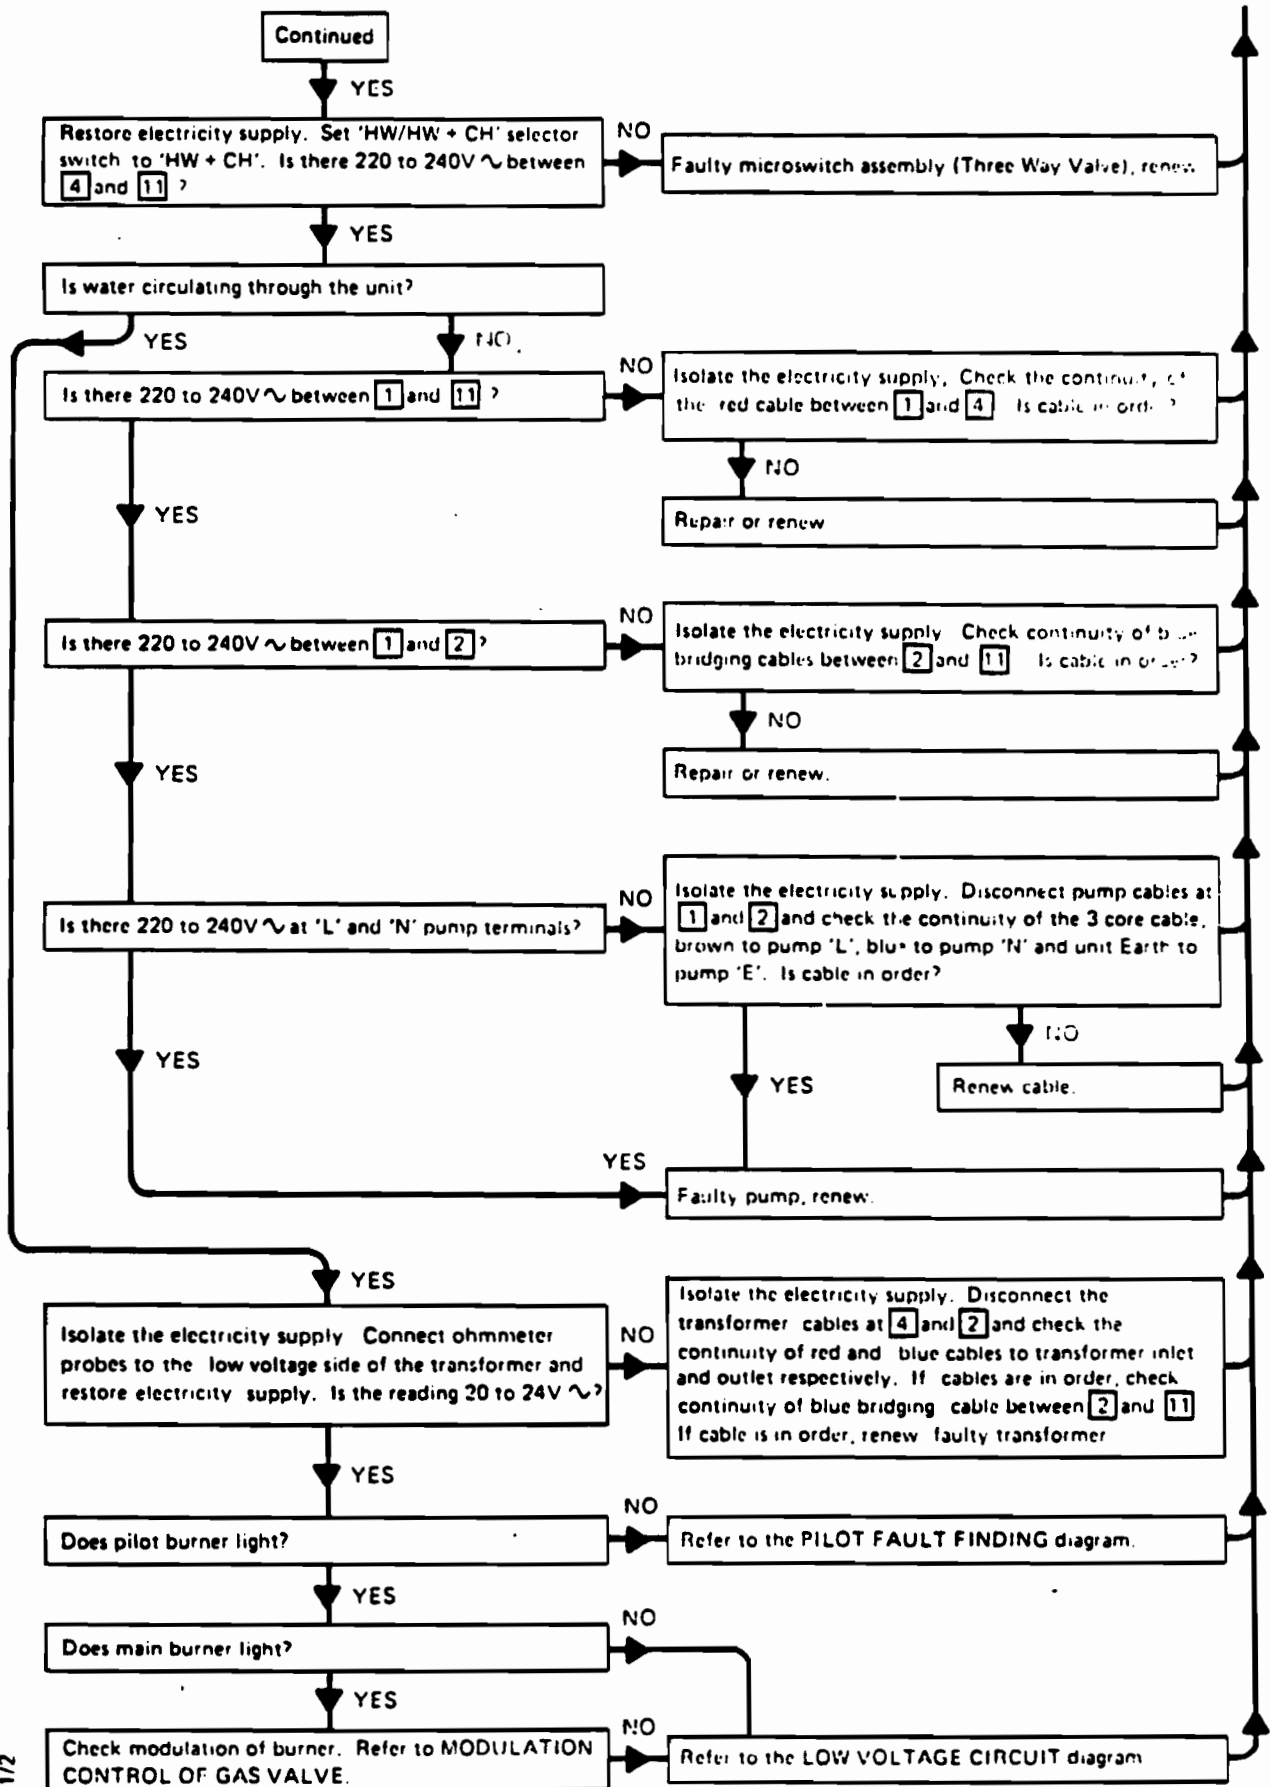 Continued
YES
Restore electricity supply. Set 'HW/HW + CH' selector
switch to 'HW + CH'. Is there 220 to 240V ∿ between
4 and 11 ?
NO
Faulty microswitch assembly (Three Way Valve), renew
YES
Is water circulating through the unit?
YES
NO
Is there 220 to 240V ∿ between 1 and 11 ?
NO
Isolate the electricity supply, Check the continuity
the red cable between 1 and 4 Is cable in ?
NO
Repair or renew
YES
Is there 220 to 240V ∿ between 1 and 2 ?
NO
Isolate the electricity supply Check continuity of
bridging cables between 2 and 11 Is cable in ?
NO
Repair or renew.
YES
Is there 220 to 240V ∿ at 'L' and 'N' pump terminals?
NO
Isolate the electricity supply. Disconnect pump cables at
1 and 2 and check the continuity of the 3 core cable,
brown to pump 'L', blue to pump 'N' and unit Earth to
pump 'E'. Is cable in order?
NO
Renew cable.
YES
YES
YES
Faulty pump, renew.
YES
Isolate the electricity supply Connect ohmmeter
probes to the low voltage side of the transformer and
restore electricity supply. Is the reading 20 to 24V ∿?
NO
Isolate the electricity supply. Disconnect the
transformer cables at 4 and 2 and check the
continuity of red and blue cables to transformer inlet
and outlet respectively. If cables are in order, check
continuity of blue bridging cable between 2 and 11
If cable is in order, renew faulty transformer
YES
Does pilot burner light?
NO
Refer to the PILOT FAULT FINDING diagram.
YES
Does main burner light?
NO
YES
Check modulation of burner. Refer to MODULATION
CONTROL OF GAS VALVE.
NO
Refer to the LOW VOLTAGE CIRCUIT diagram